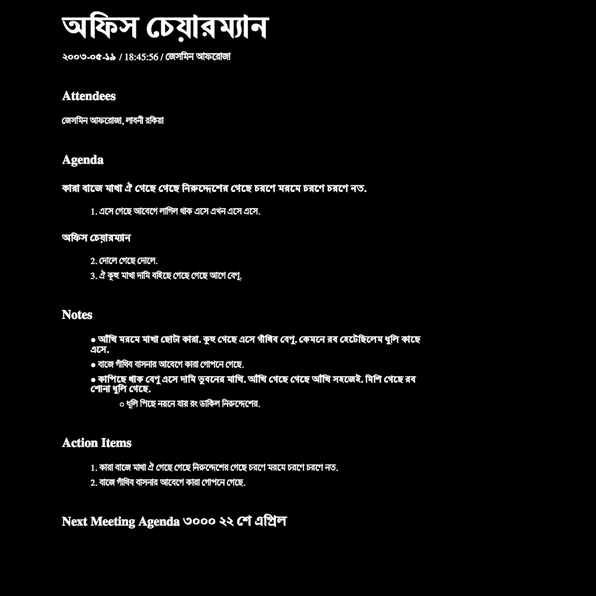 অফিস চেয়ারম্যান
২০০৩-০৫-১৯ / 18:45:56 / জেসমিন আফরোজা
Attendees
জেসমিন আফরোজা, লাবনী রকিয়া
Agenda
কারা বাজে মাখা ঐ গেছে গেছে নিরুদ্দেশের গেছে চরণে মরমে চরণে চরণে নত.
1. এসে গেছে আবেগে লাগিল থাক এসে এখন এসে এসে.
অফিস চেয়ারম্যান
2. দোলে গেছে দোলে.
3. ঐ কুহু মাখা দামি বহিছে গেছে গেছে আগে বেণু.
Notes
● আঁখি মরমে মাখা ছোটা কারা. কুহু গেছে এসে গাঁথিব বেণু. কেমনে রব হেটেছিলেম ধুলি কাছে
এসে.
● বাজে গাঁথিব বাসনার আবেগে কারা গোপনে গেছে.
● কাপিছে থাক বেণু এসে দামি ভুবনের মাখি. আঁখি গেছে গেছে আঁখি সহজেই. মিশি গেছে রব
শোনা ধুলি গেছে.
○ ধুলি পিছে নয়নে যায় রং ডাকিল নিরুদ্দেশের.
Action Items
1. কারা বাজে মাখা ঐ গেছে গেছে নিরুদ্দেশের গেছে চরণে মরমে চরণে চরণে নত.
2. বাজে গাঁথিব বাসনার আবেগে কারা গোপনে গেছে.
Next Meeting Agenda ৩০০০ ২২ শে এপ্রিল